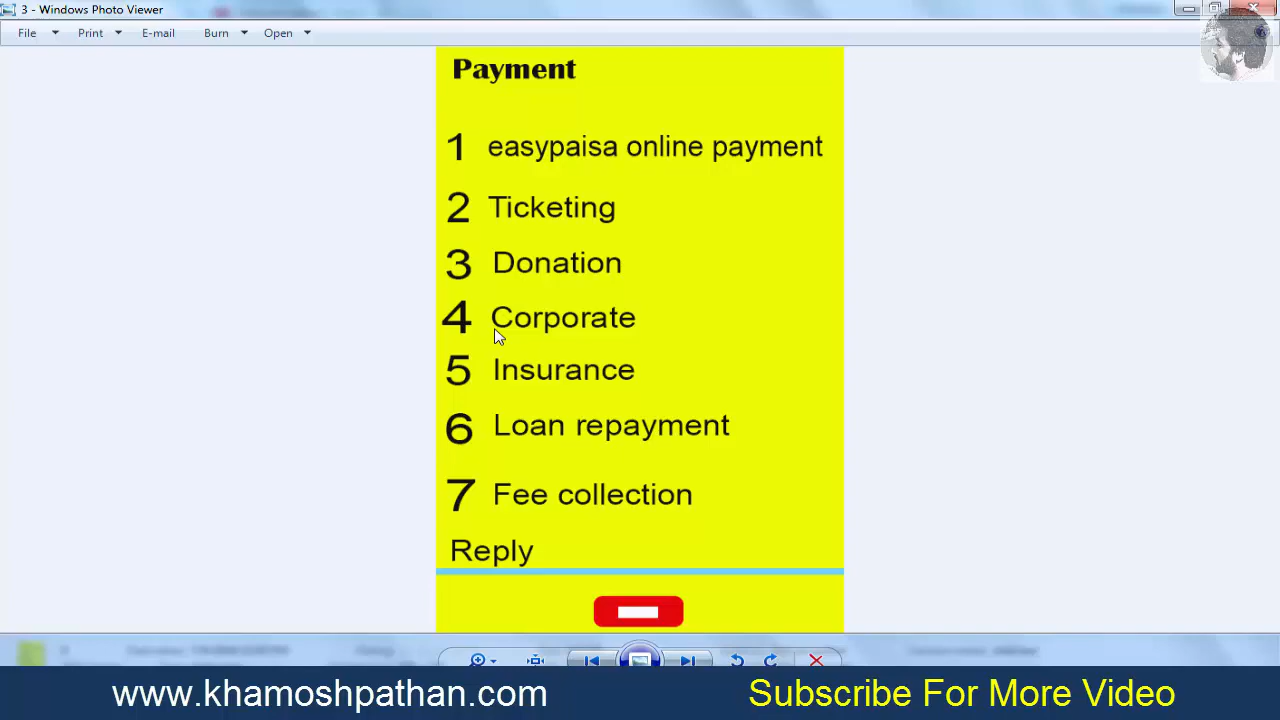 3 - Windows Photo Viewer
File Print E-mail Burn Open
Payment
1 easypaisa online payment
2 Ticketing
3 Donation
4 Corporate
5 Insurance
6 Loan repayment
7 Fee collection
Reply
www.khamoshpathan.com Subscribe For More Video